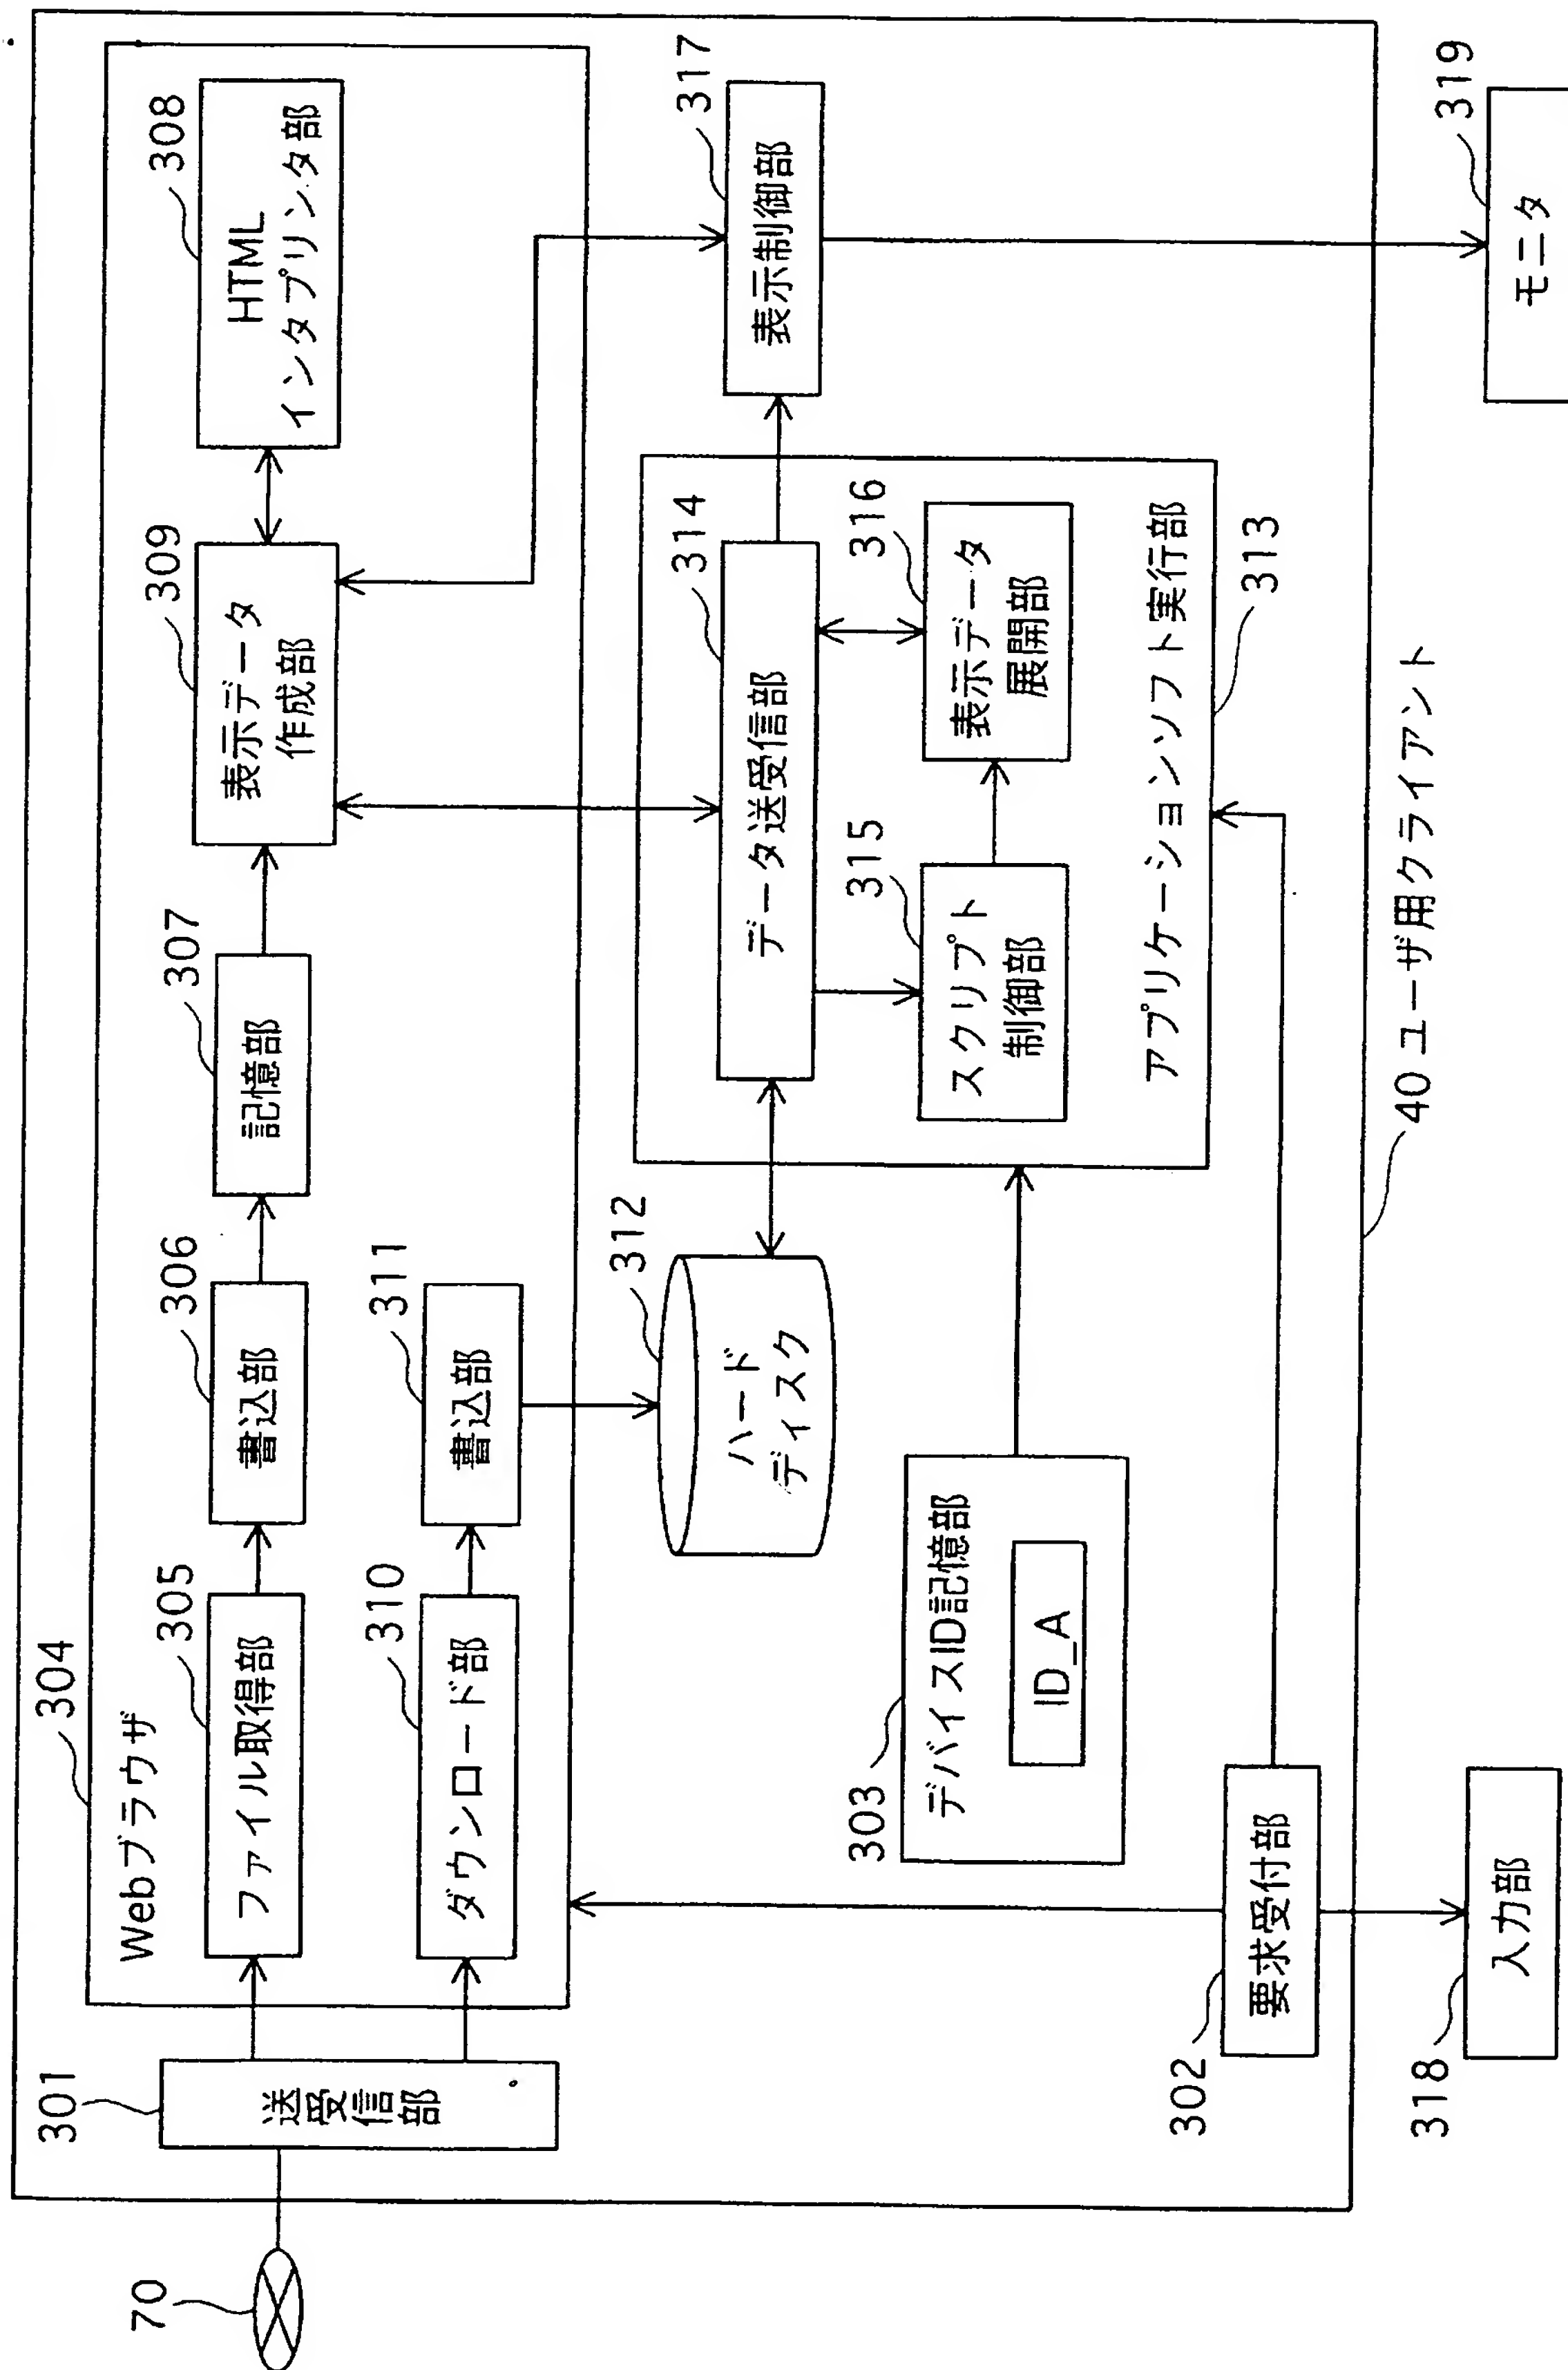 304
Webブラウザ
301
送受信部
70
305
ファイル取得部
306
書込部
307
記憶部
309
表示データ
作成部
308
HTML
インタプリンタ部
310
ダウンロード部
311
書込部
312
ハード
ディスク
317
表示制御部
314
データ送受信部
315
スクリプト
制御部
316
表示データ
展開部
アプリケーションソフト実行部
313
303
デバイスID記憶部
ID_A
302
要求受付部
40 ユーザ用クライアント
318
入力部
319
モニタ